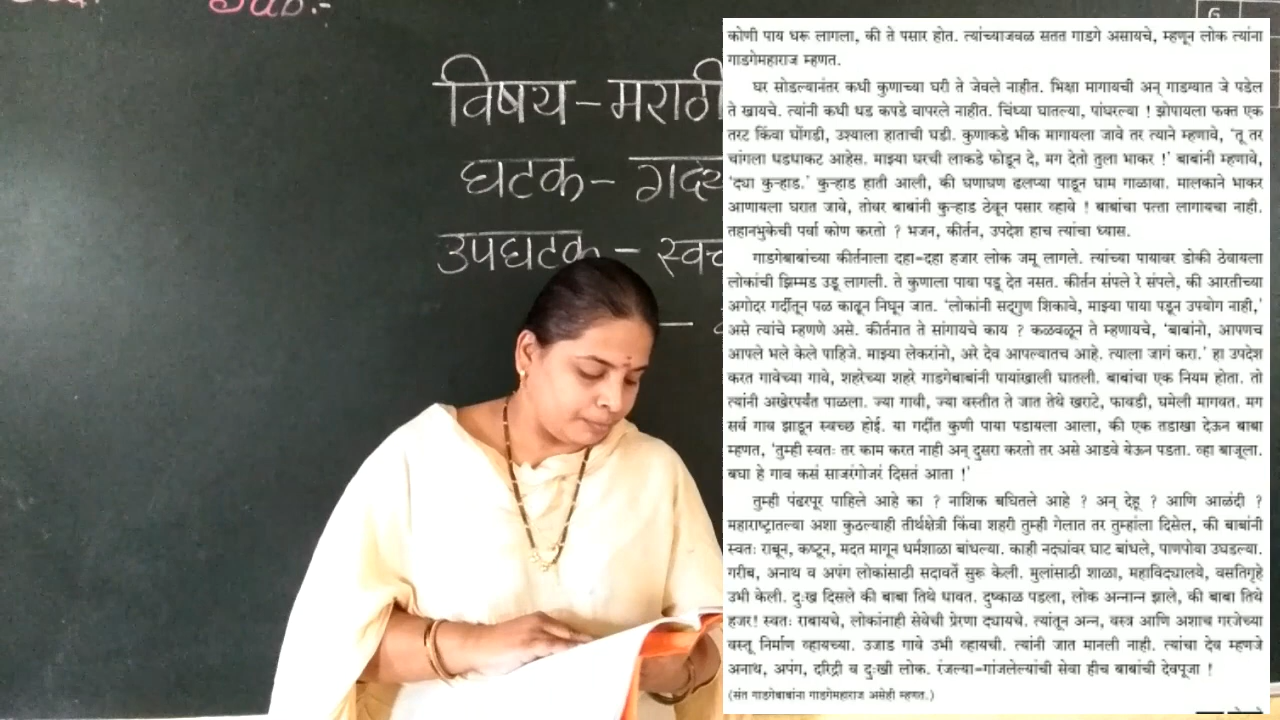 Sub:-
विषय - मराठी
घटक - गद्य
उपघटक - स्वच
कोणी पाय धरू लागला, की ते पसार होत. त्यांच्याजवळ सतत गाडगे असायचे, म्हणून लोक त्यांना
गाडगेमहाराज म्हणत.
घर सोडल्यानंतर कधी कुणाच्या घरी ते जेवले नाहीत. भिक्षा मागायची अन् गाडग्यात जे पडेल
ते खायचे. त्यांनी कधी धड कपडे वापरले नाहीत. चिंध्या घातल्या, पांघरल्या ! झोपायला फक्त एक
तरट किंवा घोंगडी, उश्याला हाताची घडी. कुणाकडे भीक मागायला जावे तर त्याने म्हणावे, 'तू तर
चांगला धडधाकट आहेस. माझ्या घरची लाकडे फोडून दे, मग देतो तुला भाकर !' बाबांनी म्हणावे,
'द्या कुऱ्हाड.' कुऱ्हाड हाती आली, की घणाघण ढलप्या पाडून घाम गाळावा. मालकाने भाकर
आणायला घरात जावे, तोवर बाबांनी कुऱ्हाड ठेवून पसार व्हावे ! बाबांचा पत्ता लागायचा नाही.
तहानभुकेची पर्वा कोण करतो ? भजन, कीर्तन, उपदेश हाच त्यांचा ध्यास.
गाडगेबाबांच्या कीर्तनाला दहा-दहा हजार लोक जमू लागले. त्यांच्या पायावर डोकी ठेवायला
लोकांची झिम्मड उडू लागली. ते कुणाला पाया पडू देत नसत. कीर्तन संपले रे संपले, की आरतीच्या
अगोदर गर्दीतून पळ काढून निघून जात. 'लोकांनी सद्गुण शिकावे, माझ्या पाया पडून उपयोग नाही,'
असे त्यांचे म्हणणे असे. कीर्तनात ते सांगायचे काय ? कळवळून ते म्हणायचे, 'बाबांनो, आपणच
आपले भले केले पाहिजे. माझ्या लेकरांनो, अरे देव आपल्यातच आहे. त्याला जागं करा.' हा उपदेश
करत गावेच्या गावे, शहरेच्या शहरे गाडगेबाबांनी पायांखाली घातली. बाबांचा एक नियम होता. तो
त्यांनी अखेरपर्यंत पाळला. ज्या गावी, ज्या वस्तीत ते जात तेथे खराटे, फावडी, घमेली मागवत. मग
सर्व गाव झाडून स्वच्छ होई. या गर्दीत कुणी पाया पडायला आला, की एक तडाखा देऊन बाबा
म्हणत, 'तुम्ही स्वतः तर काम करत नाही अन् दुसरा करतो तर असे आडवे येऊन पडता. व्हा बाजूला.
बघा हे गाव कसं साजरंगोजरं दिसतं आता !'
तुम्ही पंढरपूर पाहिले आहे का ? नाशिक बघितले आहे ? अन् देहू ? आणि आळंदी ?
महाराष्ट्रातल्या अशा कुठल्याही तीर्थक्षेत्री किंवा शहरी तुम्ही गेलात तर तुम्हांला दिसेल, की बाबांनी
स्वतः राबून, कष्टून, मदत मागून धर्मशाळा बांधल्या. काही नद्यांवर घाट बांधले, पाणपोया उघडल्या.
गरीब, अनाथ व अपंग लोकांसाठी सदावर्ते सुरू केली. मुलांसाठी शाळा, महाविद्यालये, वसतिगृहे
उभी केली. दुःख दिसले की बाबा तिथे धावत. दुष्काळ पडला, लोक अन्नान्न झाले, की बाबा तिथे
हजर! स्वतः राबायचे, लोकांनाही सेवेची प्रेरणा द्यायचे. त्यांतून अन्न, वस्त्र आणि अशाच गरजेच्या
वस्तू निर्माण व्हायच्या. उजाड गावे उभी व्हायची. त्यांनी जात मानली नाही. त्यांचा देव म्हणजे
अनाथ, अपंग, दरिद्री व दुःखी लोक. रंजल्या-गांजलेल्यांची सेवा हीच बाबांची देवपूजा !
(संत गाडगेबाबांना गाडगेमहाराज असेही म्हणत.)